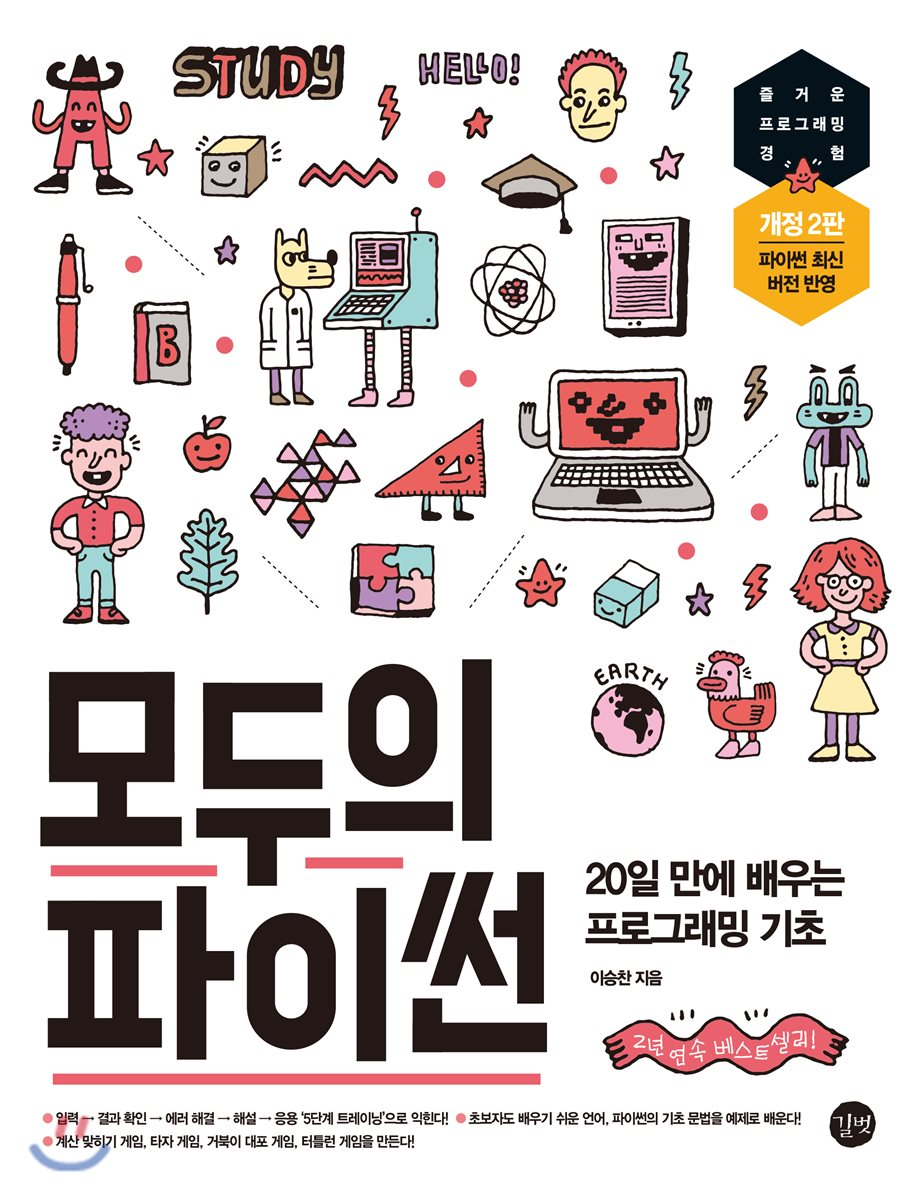 STUDY
HELLO!
즐거운
프로그래밍
경험
개정 2판
파이썬 최신
버전 반영
B
EARTH
모두의
파이썬
20일 만에 배우는
프로그래밍 기초
이승찬 지음
2년 연속 베스트셀러!
● 입력 → 결과 확인 → 에러 해결 → 해설 → 응용 ‘5단계 트레이닝’으로 익힌다! ● 초보자도 배우기 쉬운 언어, 파이썬의 기초 문법을 예제로 배운다!
● 계산 맞히기 게임, 타자 게임, 거북이 대포 게임, 터틀런 게임을 만든다!
길벗